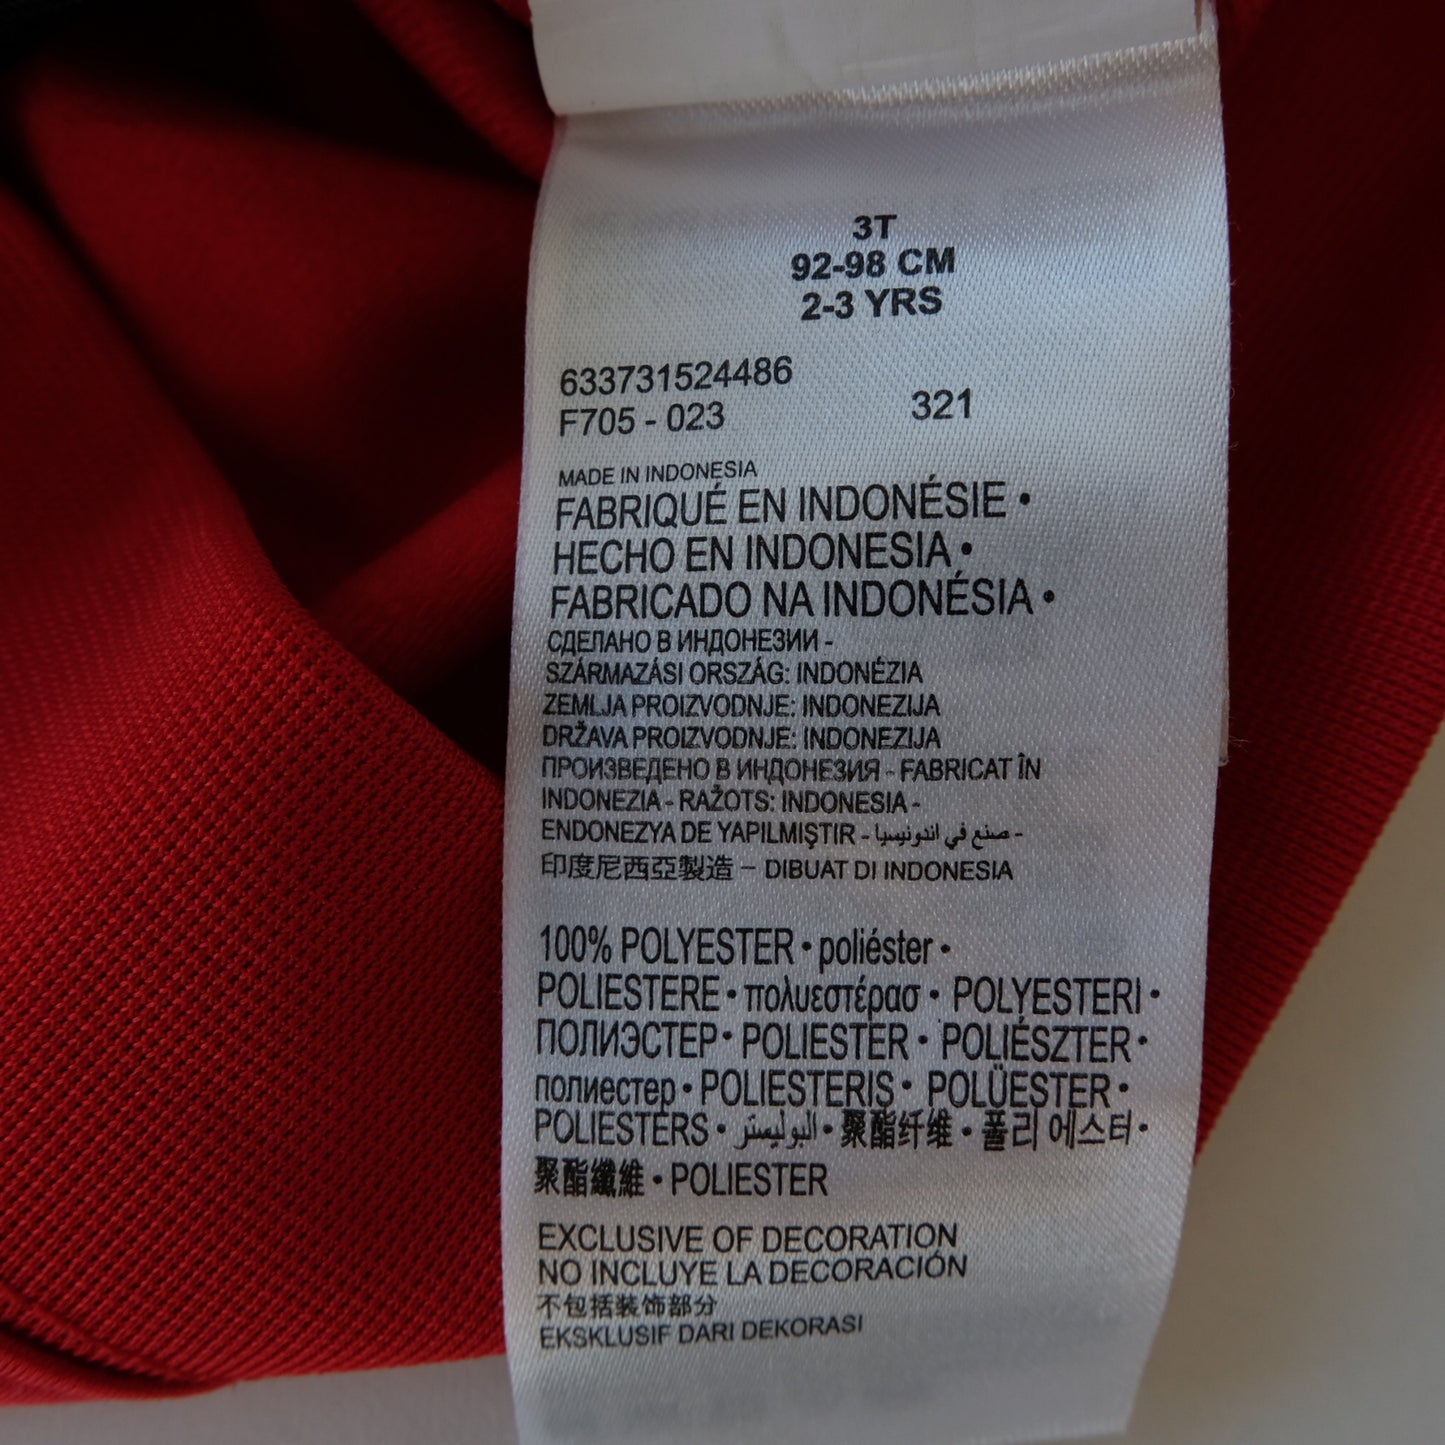 3T
92-98 CM
2-3 YRS
633731524486
F705 - 023 321
MADE IN INDONESIA
FABRIQUÉ EN INDONÉSIE •
HECHO EN INDONESIA •
FABRICADO NA INDONÉSIA •
СДЕЛАНО В ИНДОНЕЗИИ -
SZÁRMAZÁSI ORSZÁG: INDONÉZIA
ZEMLJA PROIZVODNJE: INDONEZIJA
DRŽAVA PROIZVODNJE: INDONEZIJA
ПРОИЗВЕДЕНО В ИНДОНЕЗИЯ - FABRICAT ÎN
INDONEZIA - RAŽOTS: INDONESIA -
ENDONEZYA DE YAPILMIŞTIR - صنع في اندونيسيا -
印度尼西亞製造 – DIBUAT DI INDONESIA
100% POLYESTER • poliéster •
POLIESTERE • πολυεστέρασ • POLYESTERI •
ПОЛИЭСТЕР • POLIESTER • POLIÉSZTER •
полиестер • POLIESTERIS • POLÜESTER •
POLIESTERS • البوليستر • 聚酯纤维 • 폴리 에스터 •
聚酯纖維 • POLIESTER
EXCLUSIVE OF DECORATION
NO INCLUYE LA DECORACIÓN
不包括装饰部分
EKSKLUSIF DARI DEKORASI